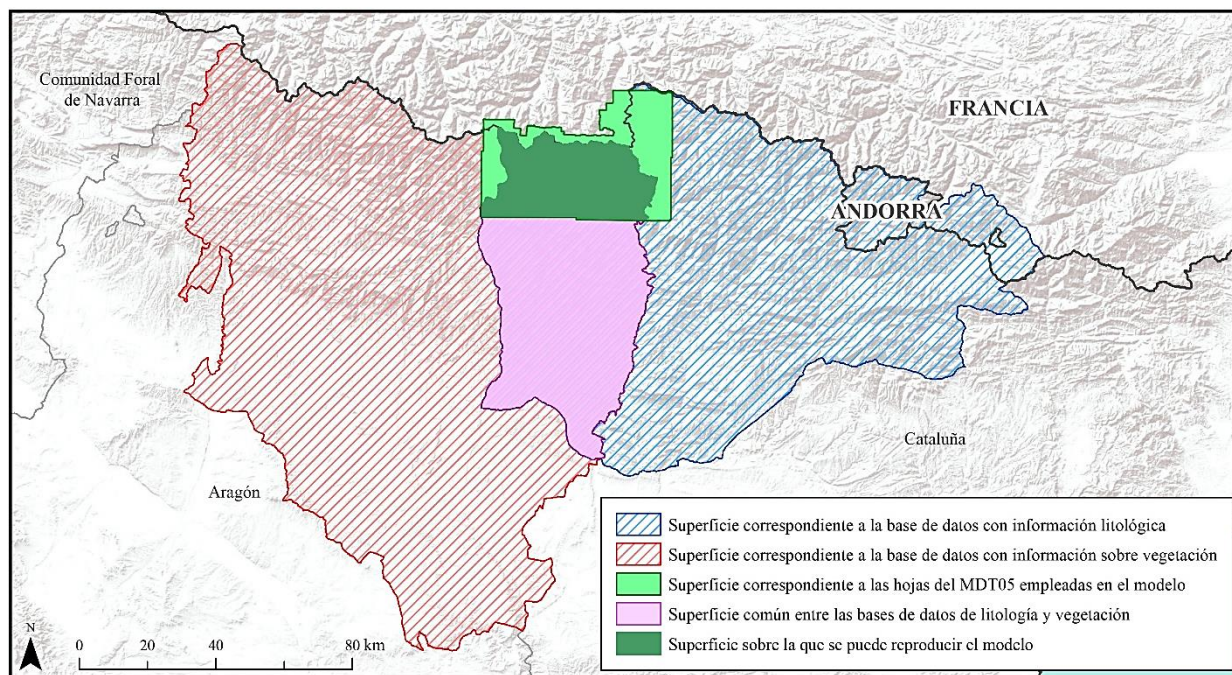 Comunidad Foral
de Navarra
FRANCIA
ANDORRA
Cataluña
Aragón
Superficie correspondiente a la base de datos con información litológica
Superficie correspondiente a la base de datos con información sobre vegetación
Superficie correspondiente a las hojas del MDT05 empleadas en el modelo
Superficie común entre las bases de datos de litología y vegetación
Superficie sobre la que se puede reproducir el modelo
N
0 20 40 80 km